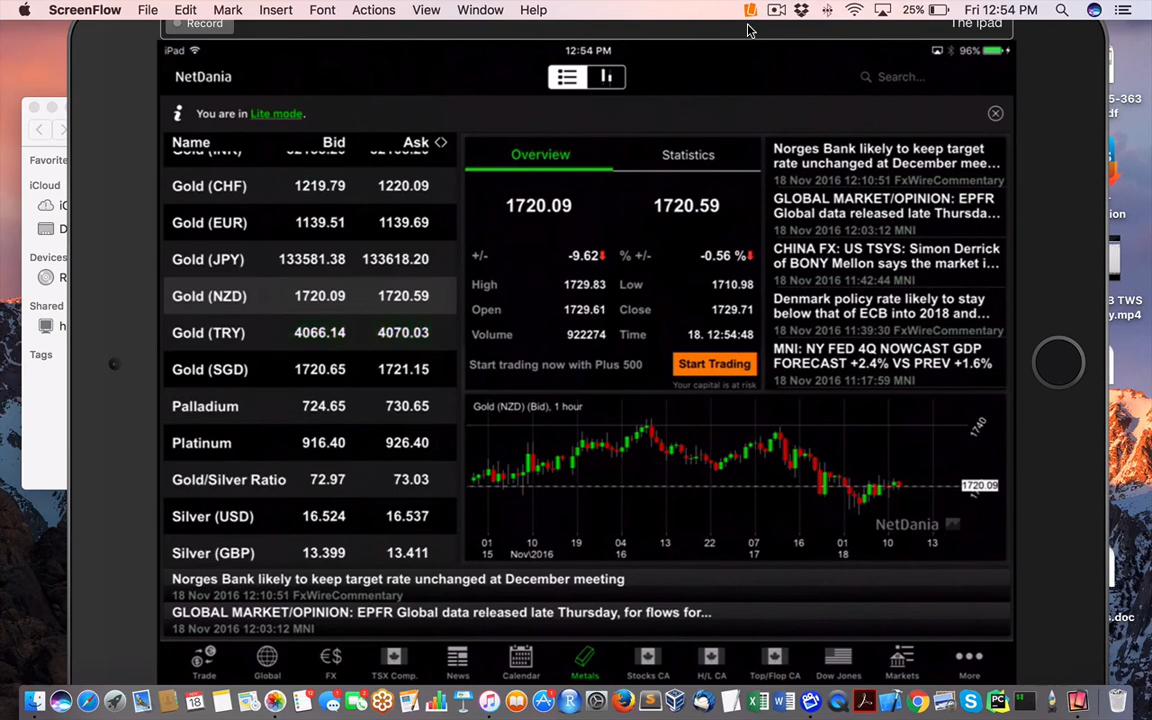 ScreenFlow File Edit Mark Insert Font Actions View Window Help 25% Fri 12:54 PM
Record The ipad
iPad 12:54 PM 96%
NetDania Search...
You are in Lite mode.
Name Bid Ask
Gold (CHF) 1219.79 1220.09
Gold (EUR) 1139.51 1139.69
Gold (JPY) 133581.38 133618.20
Gold (NZD) 1720.09 1720.59
Gold (TRY) 4066.14 4070.03
Gold (SGD) 1720.65 1721.15
Palladium 724.65 730.65
Platinum 916.40 926.40
Gold/Silver Ratio 72.97 73.03
Silver (USD) 16.524 16.537
Silver (GBP) 13.399 13.411
Overview Statistics
1720.09 1720.59
+/- -9.62 % +/- -0.56 %
High 1729.83 Low 1710.98
Open 1729.61 Close 1729.71
Volume 922274 Time 18. 12:54:48
Start trading now with Plus 500 Start Trading
Your capital is at risk
Norges Bank likely to keep target
rate unchanged at December mee...
18 Nov 2016 12:10:51 FxWireCommentary
GLOBAL MARKET/OPINION: EPFR
Global data released late Thursda...
18 Nov 2016 12:03:12 MNI
CHINA FX: US TSYS: Simon Derrick
of BONY Mellon says the market i...
18 Nov 2016 11:42:44 MNI
Denmark policy rate likely to stay
below that of ECB into 2018 and...
18 Nov 2016 11:39:30 FxWireCommentary
MNI: NY FED 4Q NOWCAST GDP
FORECAST +2.4% VS PREV +1.6%
18 Nov 2016 11:17:59 MNI
Gold (NZD) (Bid), 1 hour
1740
1720.09
NetDania
01 10 19 04 13 22 07 16 01 10 13
15 Nov\2016 16 17 18
Norges Bank likely to keep target rate unchanged at December meeting
18 Nov 2016 12:10:51 FxWireCommentary
GLOBAL MARKET/OPINION: EPFR Global data released late Thursday, for flows for...
18 Nov 2016 12:03:12 MNI
Trade Global FX TSX Comp. News Calendar Metals Stocks CA H/L CA Top/Flop CA Dow Jones Markets More
Favorite
iCloud
Devices
Shared
Tags
5-363
df
ion
B TWS
y.mp4
s.doc